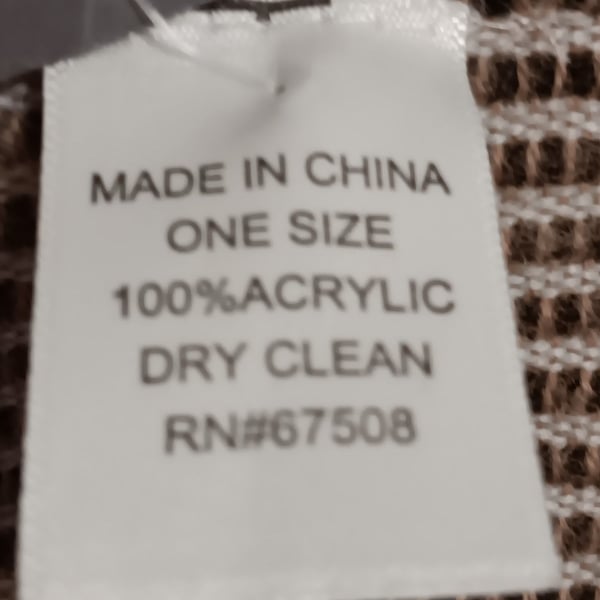 MADE IN CHINA
ONE SIZE
100%ACRYLIC
DRY CLEAN
RN#67508